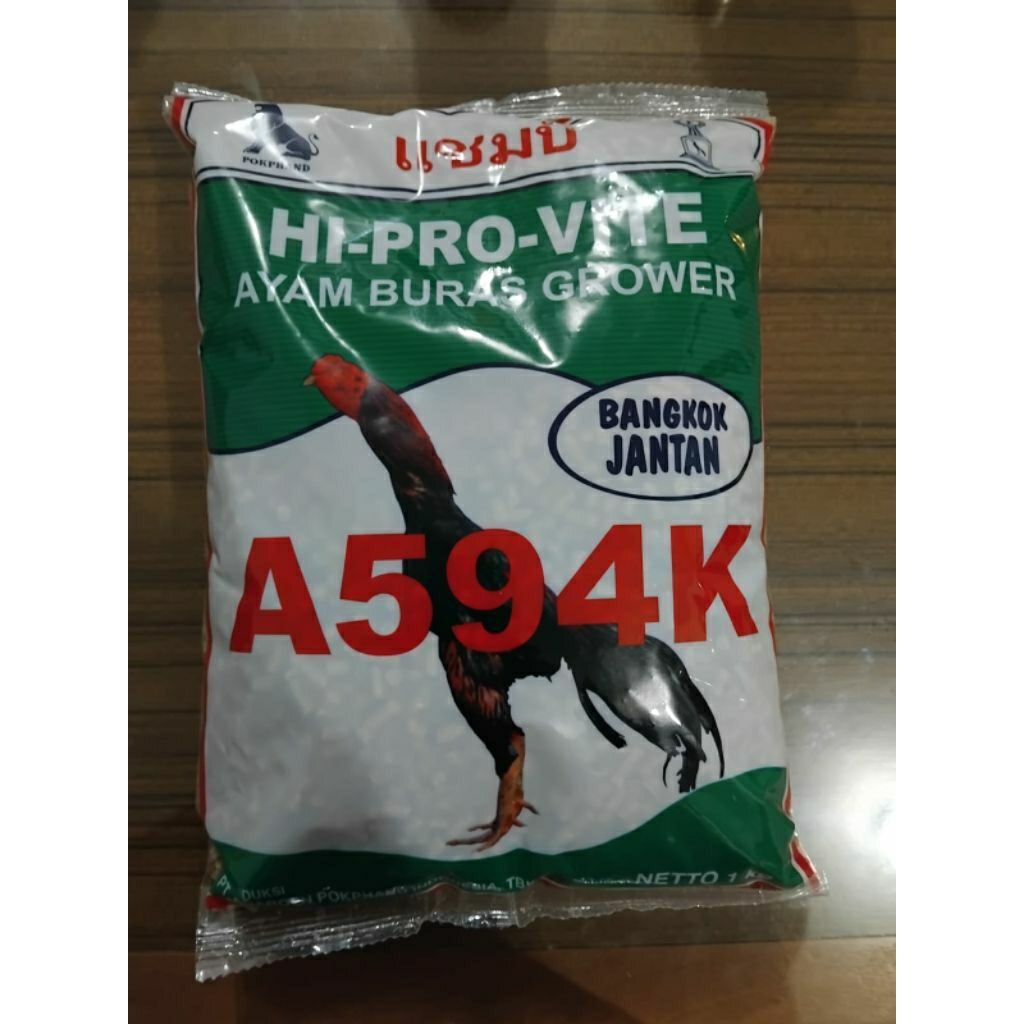 POKPHAND
แชมป์
HI-PRO-VITE
AYAM BURAS GROWER
BANGKOK
JANTAN
A594K
NETTO 1